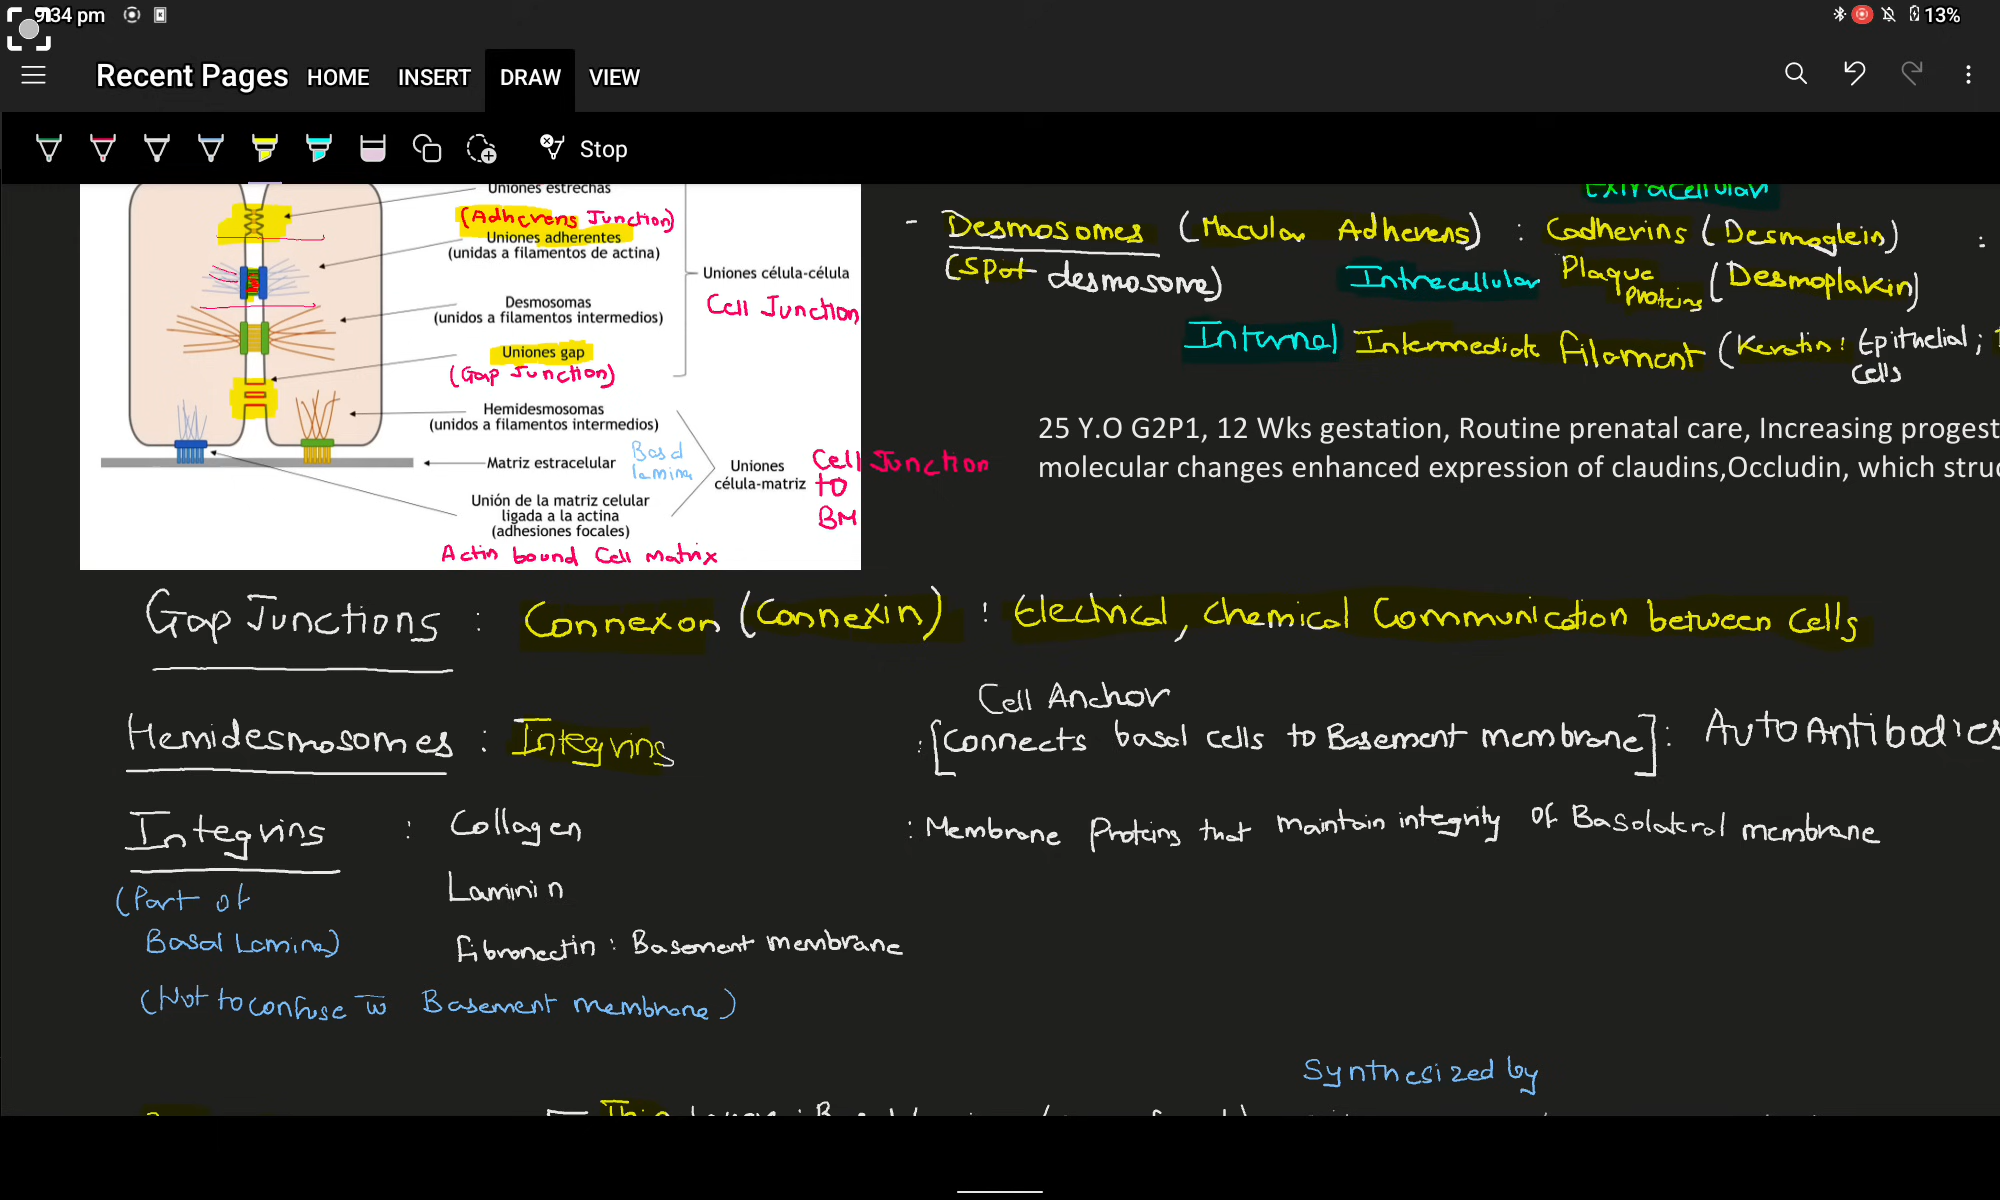 9:34 pm
13%
Recent Pages HOME INSERT DRAW VIEW
Stop
Uniones estrechas
(Adherens Junction)
Uniones adherentes
(unidas a filamentos de actina)
Uniones célula-célula
Cell Junction
Desmosomas
(unidos a filamentos intermedios)
Uniones gap
(Gap Junction)
Hemidesmosomas
(unidos a filamentos intermedios)
Matriz estracelular
Basal
lamina
Uniones
célula-matriz
Cell Junction
to
BM
Unión de la matriz celular
ligada a la actina
(adhesiones focales)
Actin bound Cell matrix
Extracellular
- Desmosomes (Macular Adherens) : Cadherins (Desmoglein) :
(Spot desmosome) Intracellular Plaque Proteins (Desmoplakin)
Internal Intermediate Filament (Keratin: Epithelial;
Cells
25 Y.O G2P1, 12 Wks gestation, Routine prenatal care, Increasing progest
molecular changes enhanced expression of claudins,Occludin, which stru
Gap Junctions : Connexon (Connexin) : Electrical, Chemical Communication between Cells
Cell Anchor
Hemidesmosomes : Integrins : [Connects basal cells to Basement membrane] : AutoAntibodies
Integrins : Collagen : Membrane Proteins that maintain integrity of Basolateral membrane
(Part of
Laminin
Basal Lamina)
Fibronectin : Basement membrane
(Not to confuse w Basement membrane)
Synthesized by